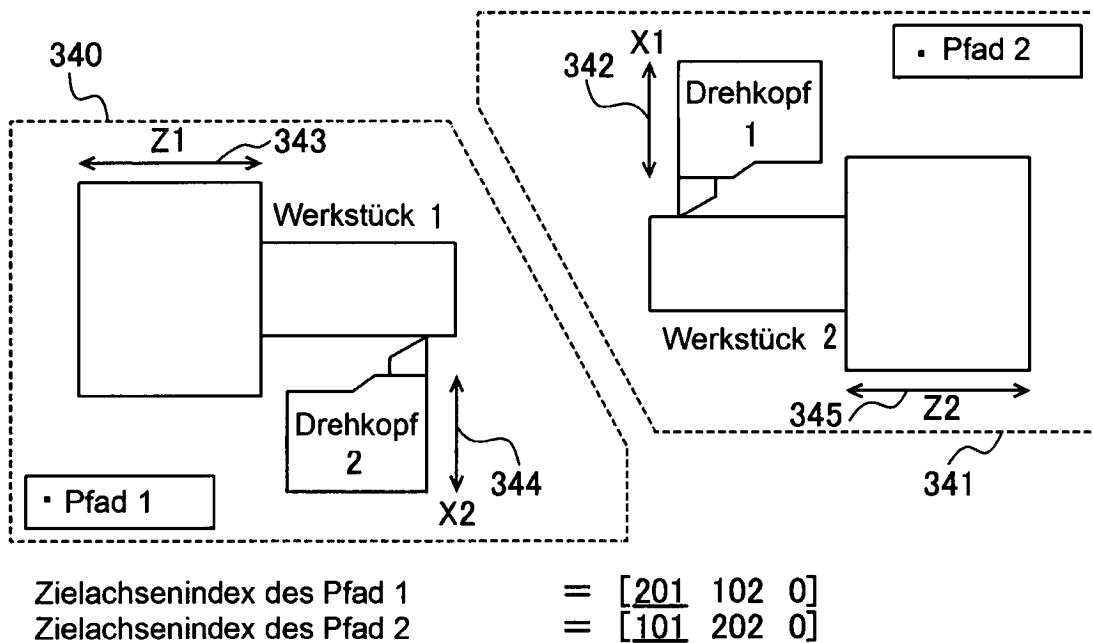 340
Z1
343
Werkstück 1
Drehkopf
2
344
X2
· Pfad 1
X1
342
Drehkopf
1
· Pfad 2
Werkstück 2
345
Z2
341
Zielachsenindex des Pfad 1 = [201 102 0]
Zielachsenindex des Pfad 2 = [101 202 0]